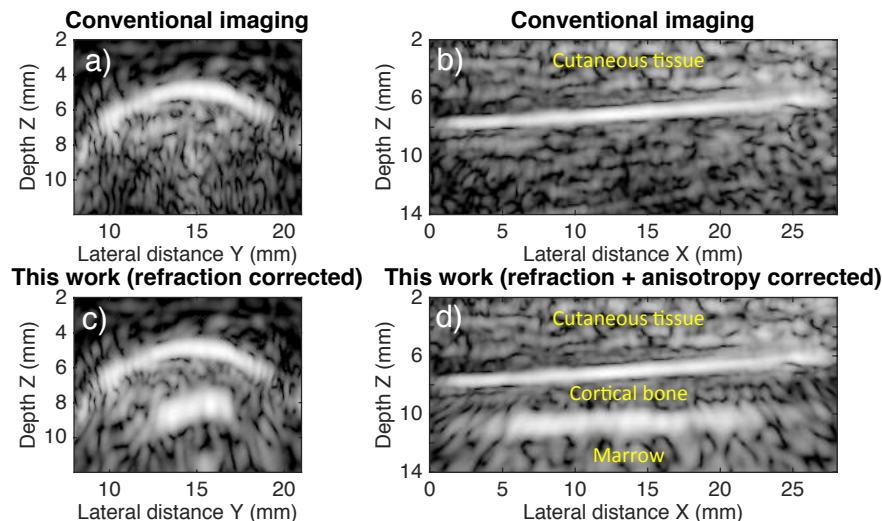 Conventional imaging
Conventional imaging
a)
b)
Cutaneous tissue
Depth Z (mm)
2
4
6
8
10
10
15
20
Lateral distance Y (mm)
Depth Z (mm)
2
6
10
14
0
5
10
15
20
25
Lateral distance X (mm)
This work (refraction corrected)
This work (refraction + anisotropy corrected)
c)
d)
Cutaneous tissue
Cortical bone
Marrow
Depth Z (mm)
2
4
6
8
10
10
15
20
Lateral distance Y (mm)
Depth Z (mm)
2
6
10
14
0
5
10
15
20
25
Lateral distance X (mm)